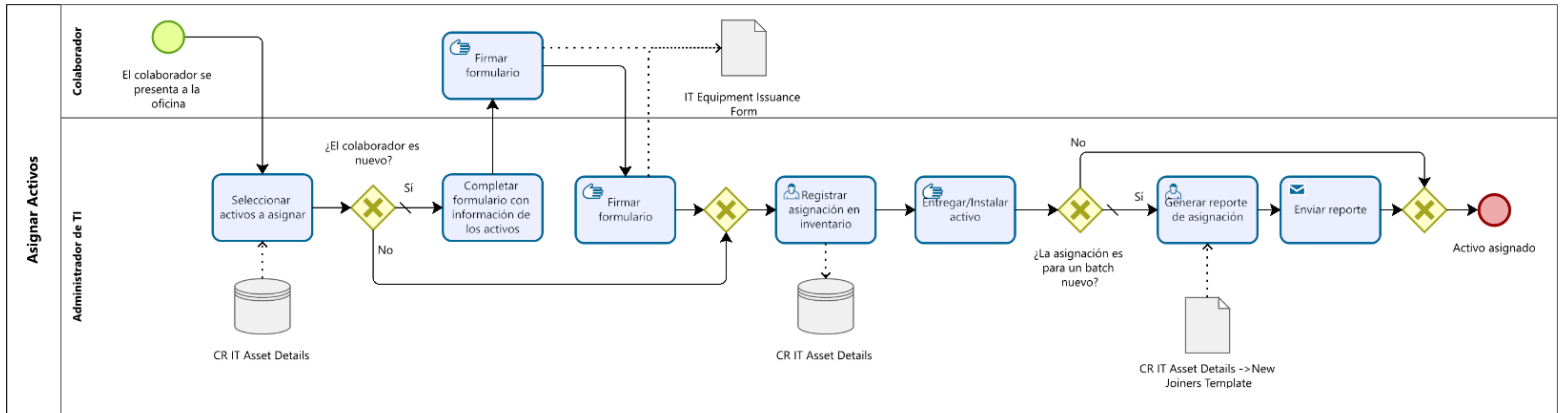 Asignar Activos
Colaborador
El colaborador se
presenta a la
oficina
Firmar
formulario
IT Equipment Issuance
Form
Administrador de TI
Seleccionar
activos a asignar
CR IT Asset Details
¿El colaborador es
nuevo?
Sí
No
Completar
formulario con
información de
los activos
Firmar
formulario
Registrar
asignación en
inventario
CR IT Asset Details
Entregar/Instalar
activo
¿La asignación es
para un batch
nuevo?
No
Sí
Generar reporte
de asignación
CR IT Asset Details ->New
Joiners Template
Enviar reporte
Activo asignado